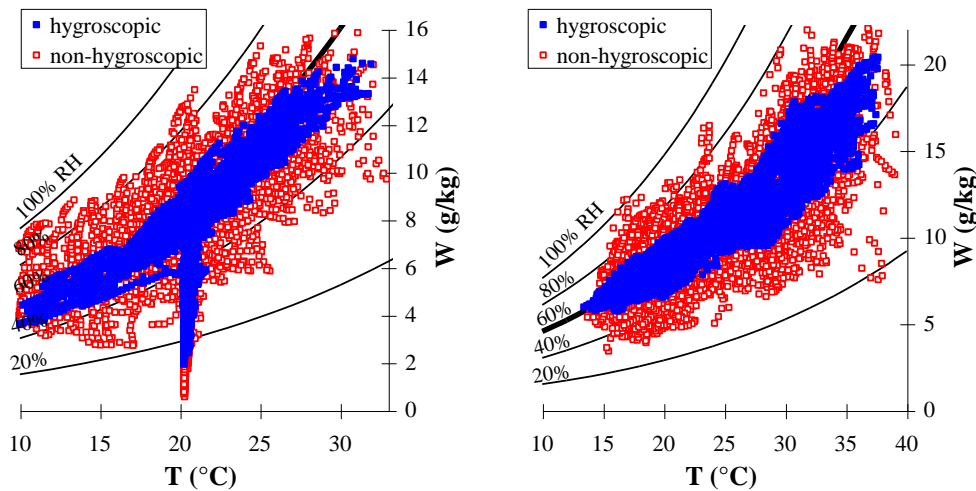 hygroscopic
non-hygroscopic
100% RH
80%
60%
40%
20%
16
14
12
10
8
6
4
2
0
W (g/kg)
10 15 20 25 30
T (°C)
hygroscopic
non-hygroscopic
100% RH
80%
60%
40%
20%
20
15
10
5
0
W (g/kg)
10 15 20 25 30 35 40
T (°C)